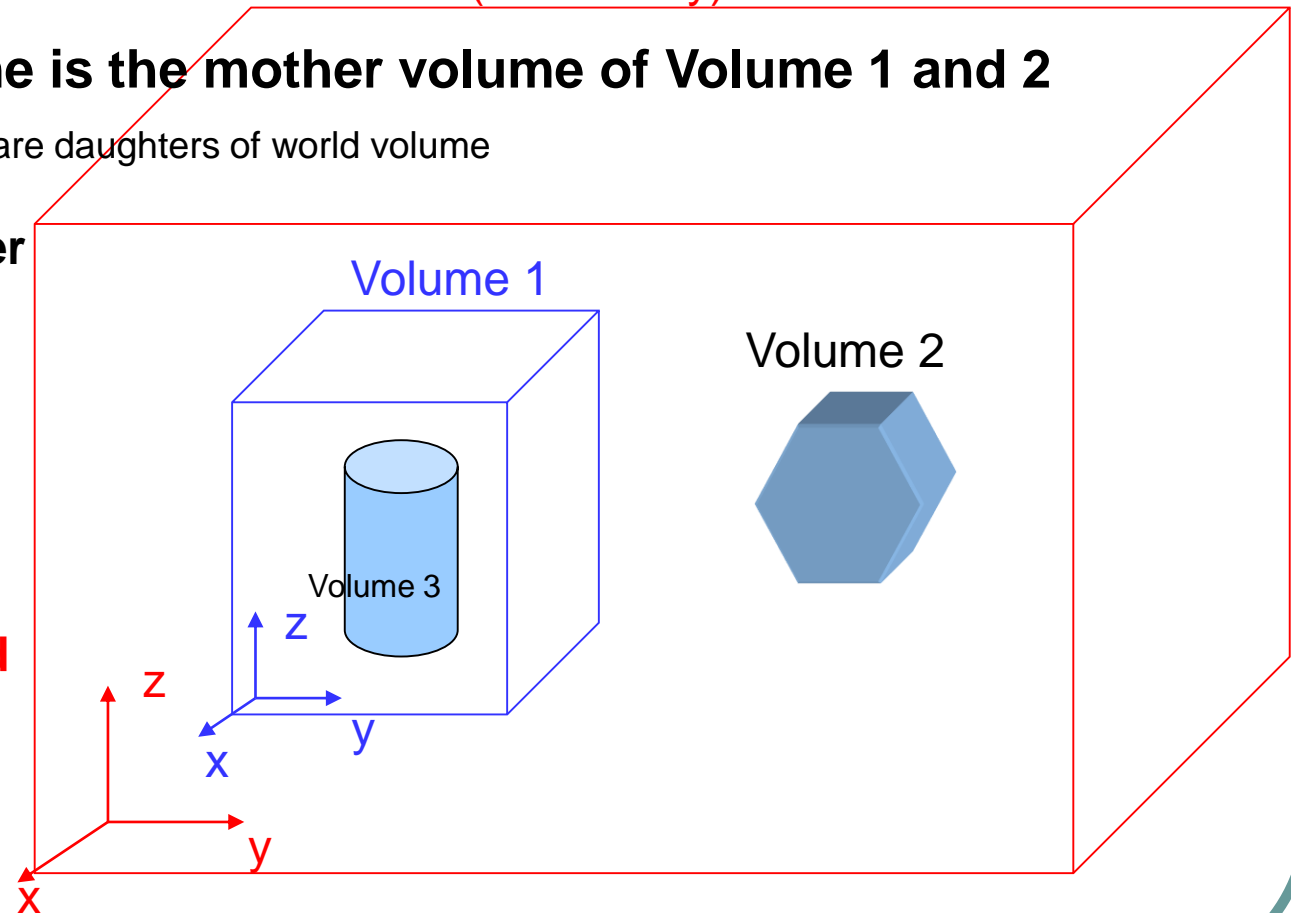 ne is the mother volume of Volume 1 and 2
are daughters of world volume
er
Volume 1
Volume 2
Volume 3
z
z
y
x
y
x